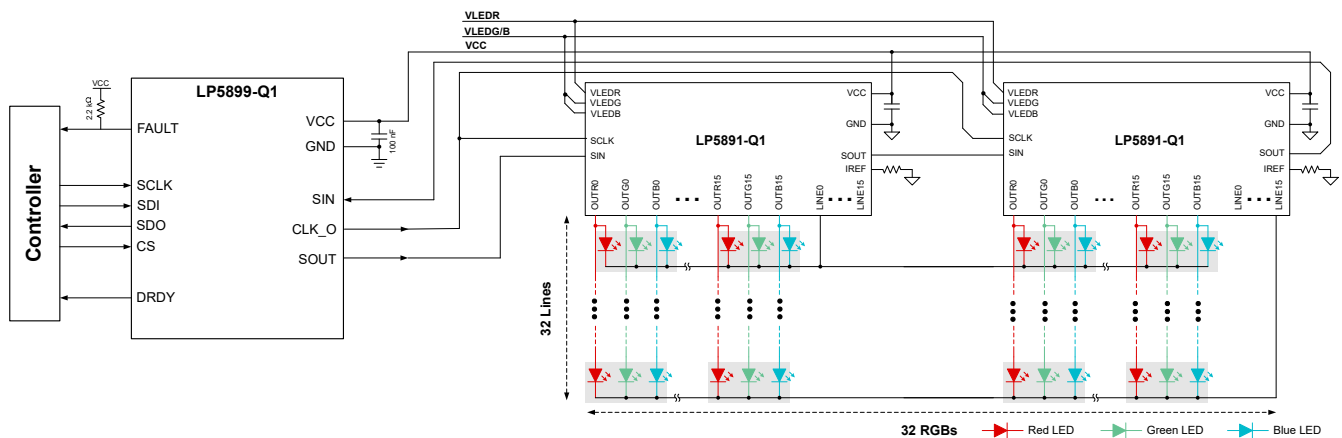 VLEDR
VLEDG/B
VCC
Controller
VCC
2.2 kΩ
LP5899-Q1
FAULT
SCLK
SDI
SDO
CS
DRDY
VCC
GND
SIN
CLK_O
SOUT
100 nF
VLEDR
VLEDG
VLEDB
SCLK
SIN
LP5891-Q1
VCC
GND
SOUT
IREF
OUTR0
OUTG0
OUTB0
OUTR15
OUTG15
OUTB15
LINE0
LINE15
VLEDR
VLEDG
VLEDB
SCLK
SIN
LP5891-Q1
VCC
GND
SOUT
IREF
OUTR0
OUTG0
OUTB0
OUTR15
OUTG15
OUTB15
LINE0
LINE15
32 Lines
32 RGBs
Red LED
Green LED
Blue LED